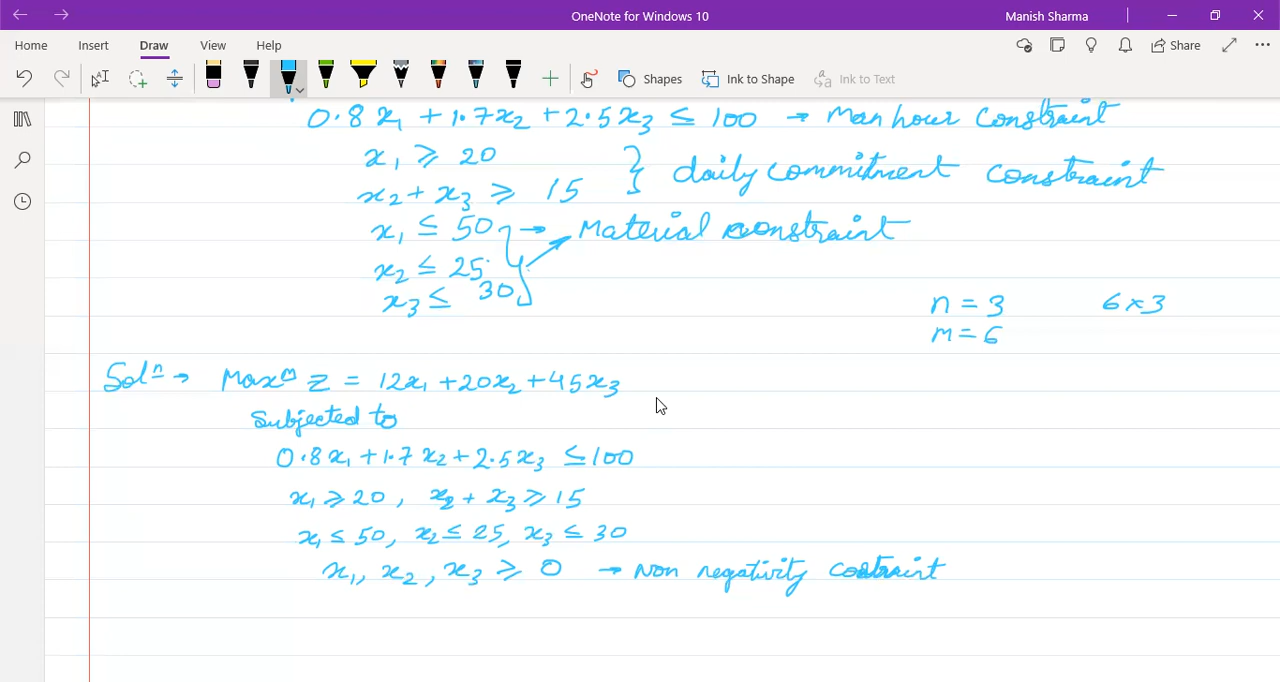 OneNote for Windows 10
Manish Sharma
Home Insert Draw View Help
Share
Shapes Ink to Shape Ink to Text
0.8 x₁ + 1.7x₂ + 2.5x₃ ≤ 100 → Man hour constraint
x₁ ≥ 20
x₂ + x₃ ≥ 15 } daily commitment constraint
x₁ ≤ 50 → Material constraint
x₂ ≤ 25
x₃ ≤ 30
n = 3 6 × 3
m = 6
Solⁿ → Maxᵐ Z = 12x₁ + 20x₂ + 45x₃
Subjected to
0.8x₁ + 1.7 x₂ + 2.5x₃ ≤ 100
x₁ ≥ 20, x₂ + x₃ ≥ 15
x₁ ≤ 50, x₂ ≤ 25, x₃ ≤ 30
x₁, x₂, x₃ ≥ 0 → Non negativity